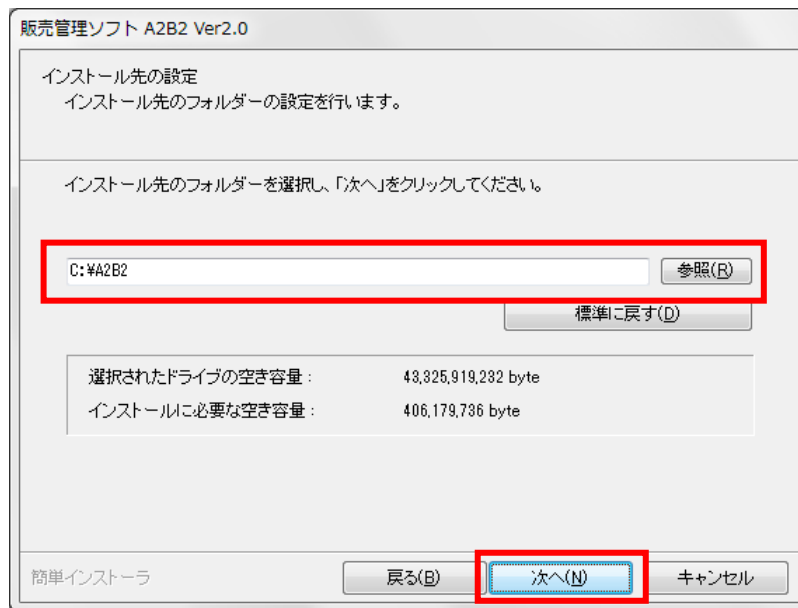 販売管理ソフト A2B2 Ver2.0
インストール先の設定
インストール先のフォルダーの設定を行います。
インストール先のフォルダーを選択し、「次へ」をクリックしてください。
C:¥A2B2 参照(R)
標準に戻す(D)
選択されたドライブの空き容量： 43,325,919,232 byte
インストールに必要な空き容量： 406,179,736 byte
簡単インストーラ 戻る(B) 次へ(N) キャンセル